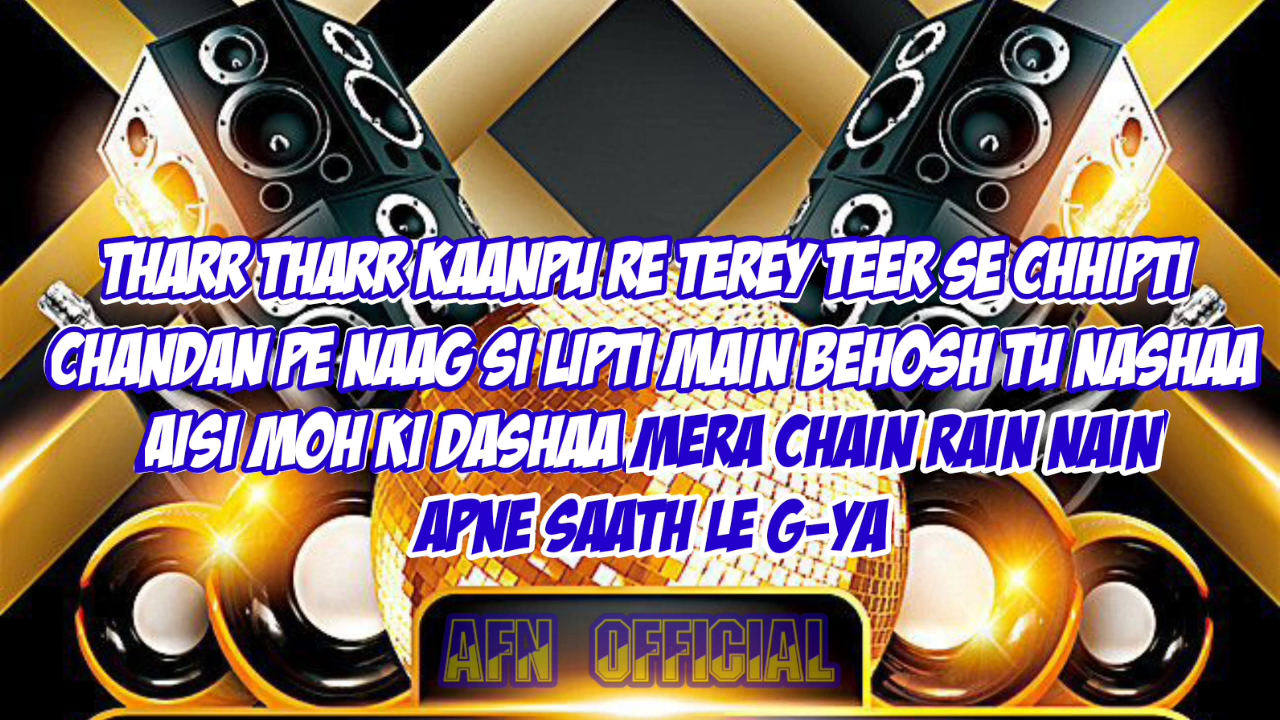 THARR THARR KAANPU RE TEREY TEER SE CHHIPTI
CHANDAN PE NAAG SI LIPTI MAIN BEHOSH TU NASHAA
AISI MOH KI DASHAA MERA CHAIN RAIN NAIN
APNE SAATH LE G-YA
AFN OFFICIAL